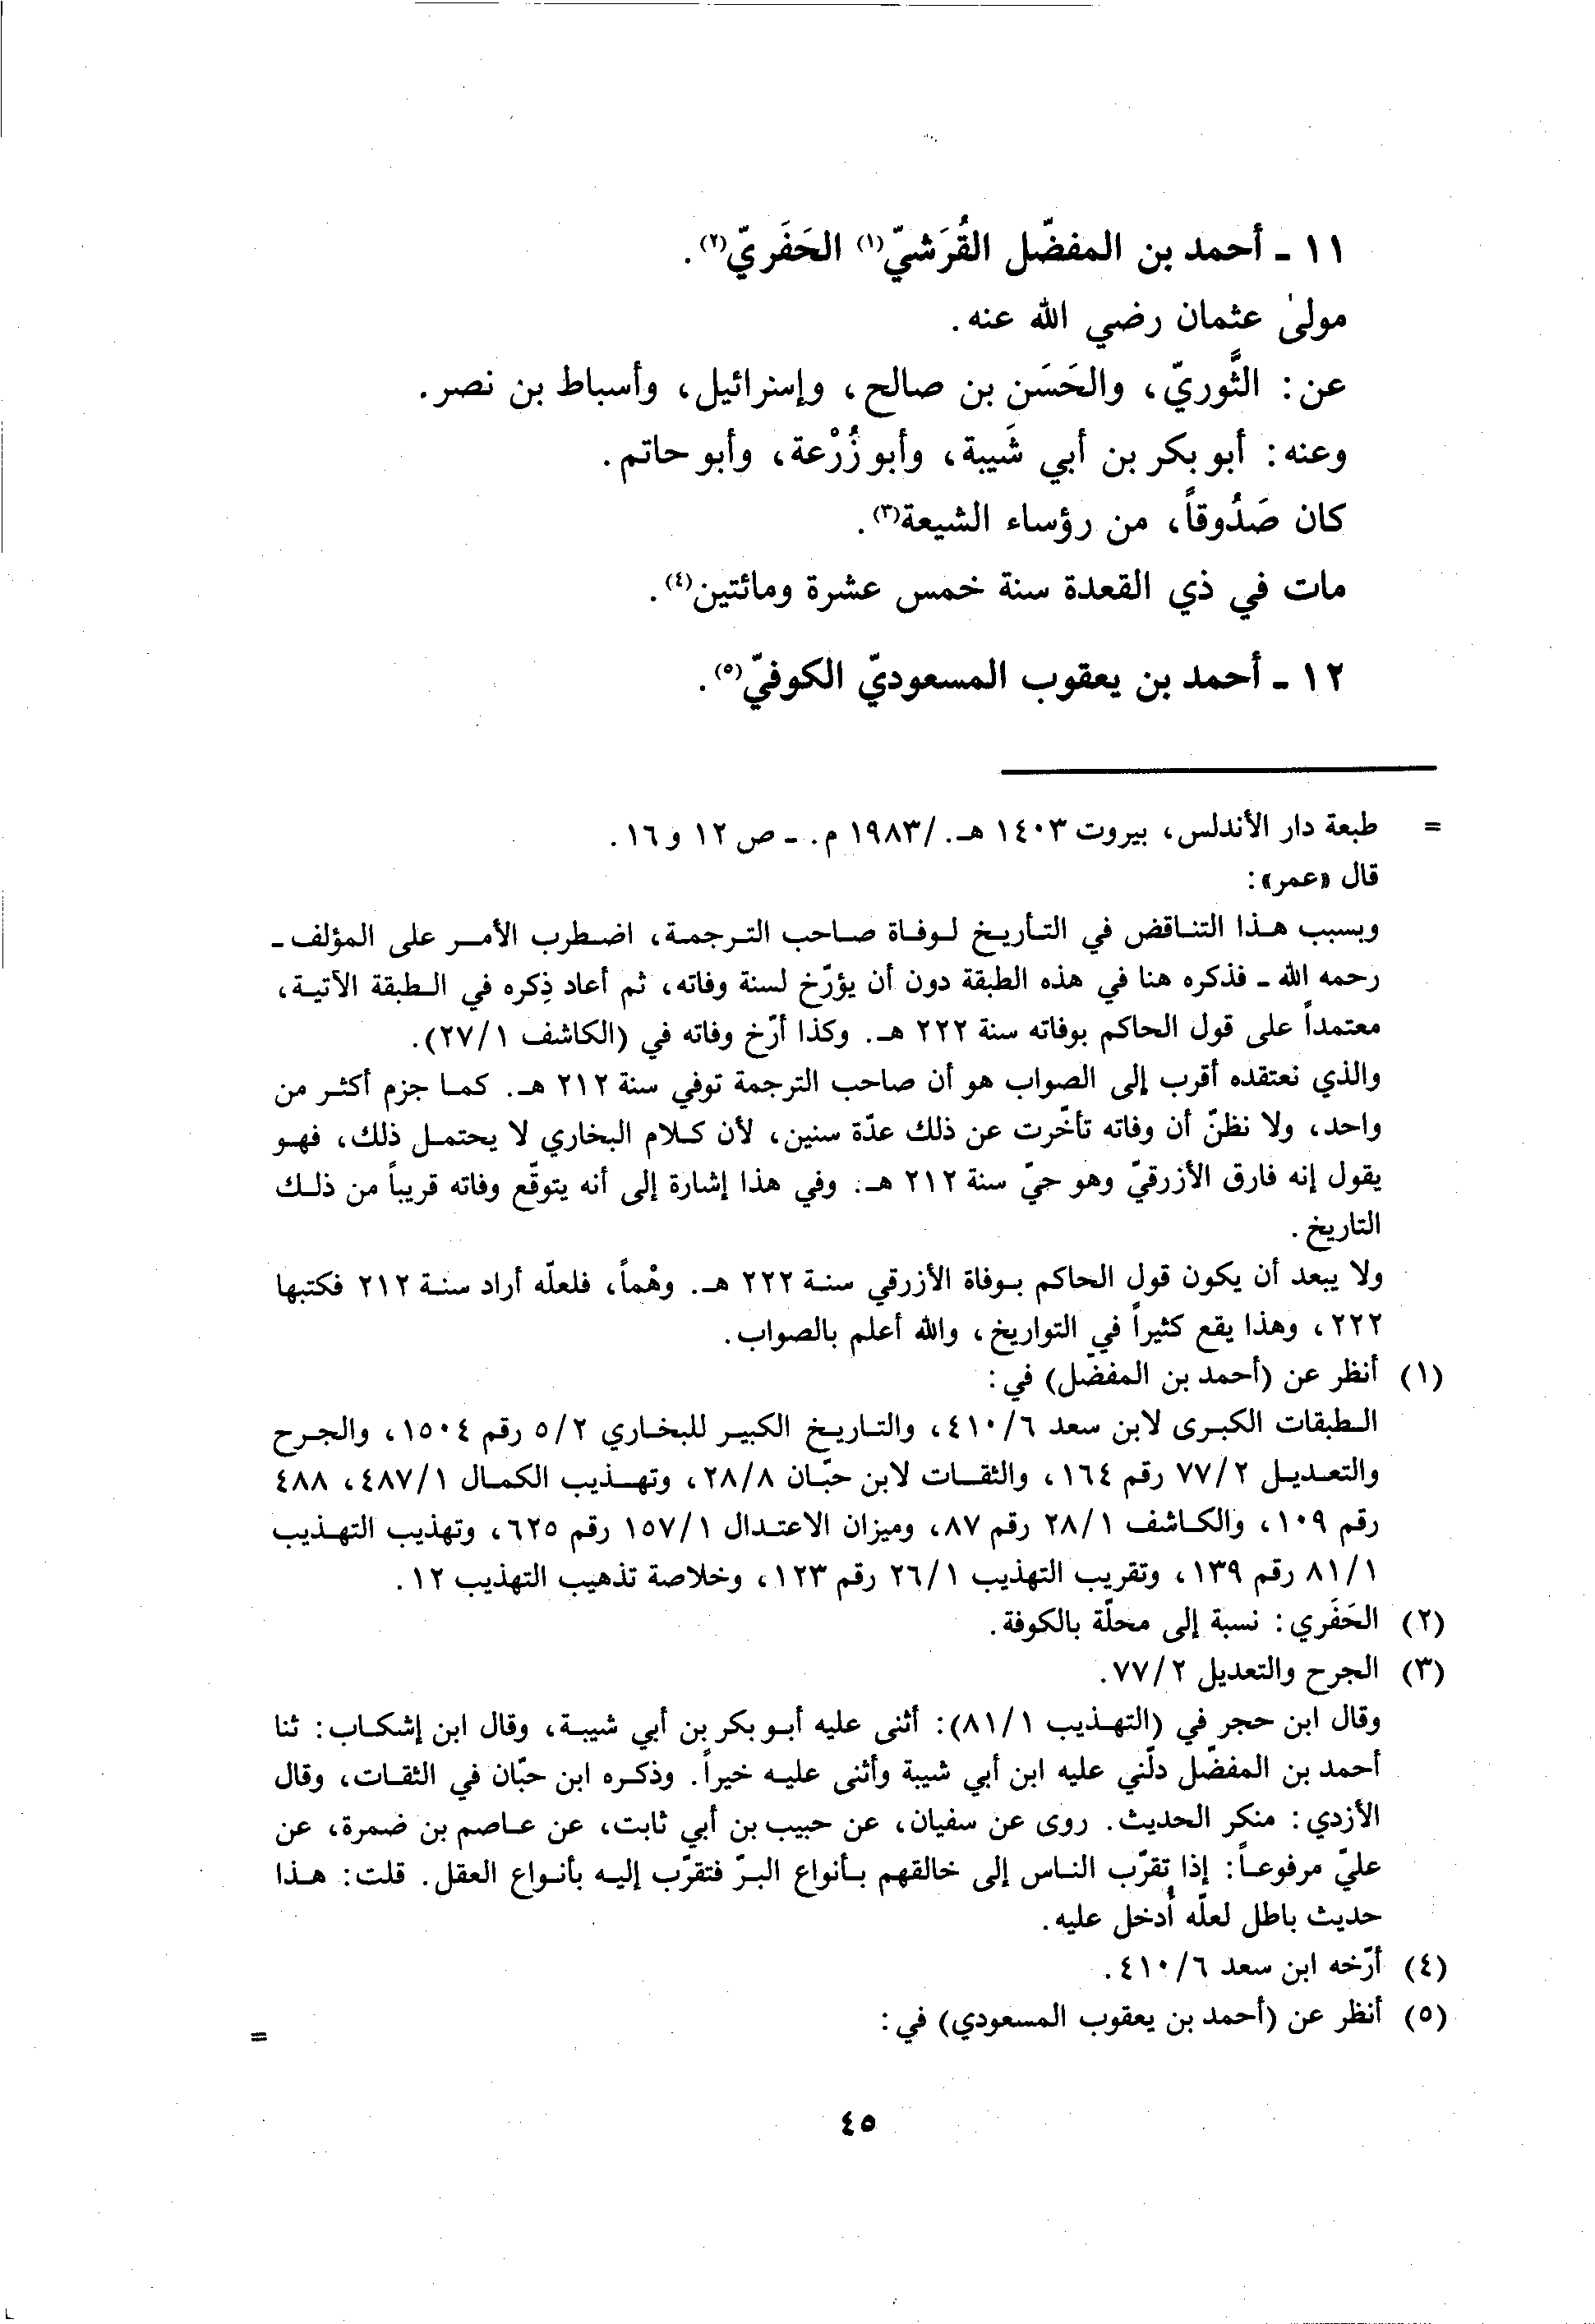 ١١ - أحمد بن المفضّل القُرَشيّ(١) الحَفَريّ(٢).
مولىٰ عثمان رضي الله عنه.
عن: الثَّوريّ، والحَسَن بن صالح، وإسرائيل، وأسباط بن نصر.
وعنه: أبو بكر بن أبي شَيبة، وأبو زُرْعة، وأبو حاتم.
كان صَدُوقاً، من رؤساء الشيعة(٣).
مات في ذي القعدة سنة خمس عشرة ومائتين(٤).
١٢ - أحمد بن يعقوب المسعوديّ الكوفيّ(٥).
= طبعة دار الأندلس، بيروت ١٤٠٣ هـ./١٩٨٣ م. - ص ١٢ و ١٦.
قال «عمر»:
وبسبب هذا التناقض في التأريخ لوفاة صاحب الترجمة، اضطرب الأمر على المؤلف -
رحمه الله - فذكره هنا في هذه الطبقة دون أن يؤرّخ لسنة وفاته، ثم أعاد ذِكره في الطبقة الآتية،
معتمداً على قول الحاكم بوفاته سنة ٢٢٢ هـ. وكذا أرّخ وفاته في (الكاشف ٢٧/١).
والذي نعتقده أقرب إلى الصواب هو أن صاحب الترجمة توفي سنة ٢١٢ هـ. كما جزم أكثر من
واحد، ولا نظنّ أن وفاته تأخّرت عن ذلك عدّة سنين، لأن كلام البخاري لا يحتمل ذلك، فهو
يقول إنه فارق الأزرقيّ وهو حيّ سنة ٢١٢ هـ. وفي هذا إشارة إلى أنه يتوقّع وفاته قريباً من ذلك
التاريخ.
ولا يبعد أن يكون قول الحاكم بوفاة الأزرقي سنة ٢٢٢ هـ. وهْماً، فلعلّه أراد سنة ٢١٢ فكتبها
٢٢٢، وهذا يقع كثيراً في التواريخ، والله أعلم بالصواب.
(١) أنظر عن (أحمد بن المفضّل) في:
الطبقات الكبرى لابن سعد ٤١٠/٦، والتاريخ الكبير للبخاري ٥/٢ رقم ١٥٠٤، والجرح
والتعديل ٧٧/٢ رقم ١٦٤، والثقات لابن حبّان ٢٨/٨، وتهذيب الكمال ٤٨٧/١، ٤٨٨
رقم ١٠٩، والكاشف ٢٨/١ رقم ٨٧، وميزان الاعتدال ١٥٧/١ رقم ٦٢٥، وتهذيب التهذيب
٨١/١ رقم ١٣٩، وتقريب التهذيب ٢٦/١ رقم ١٢٣، وخلاصة تذهيب التهذيب ١٢.
(٢) الحَفَري: نسبة إلى محلّة بالكوفة.
(٣) الجرح والتعديل ٧٧/٢.
وقال ابن حجر في (التهذيب ٨١/١): أثنى عليه أبو بكر بن أبي شيبة، وقال ابن إشكاب: ثنا
أحمد بن المفضّل دلّني عليه ابن أبي شيبة وأثنى عليه خيراً. وذكره ابن حبّان في الثقات، وقال
الأزدي: منكر الحديث. روى عن سفيان، عن حبيب بن أبي ثابت، عن عاصم بن ضمرة، عن
عليّ مرفوعاً: إذا تقرّب الناس إلى خالقهم بأنواع البرّ فتقرّب إليه بأنواع العقل. قلت: هذا
حديث باطل لعلّه أُدخل عليه.
(٤) أرّخه ابن سعد ٤١٠/٦.
(٥) أنظر عن (أحمد بن يعقوب المسعودي) في:
=
٤٥